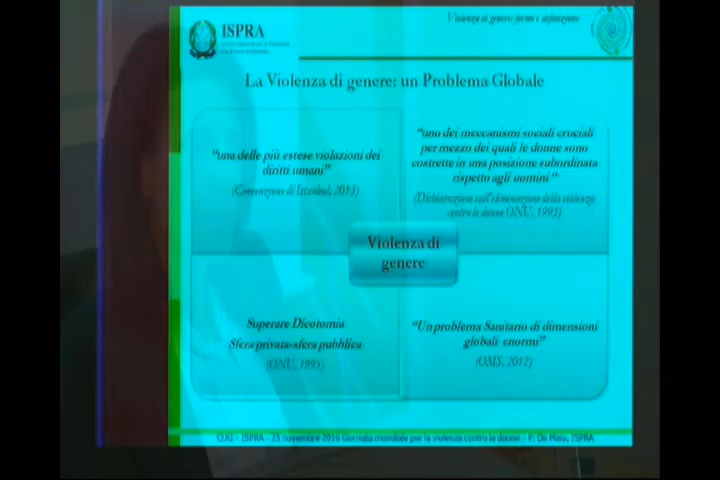 ISPRA
Violenza di genere: forme e definizione
La Violenza di genere: un Problema Globale
"una delle più estese violazioni dei
diritti umani"
(Convenzione di Istanbul, 2013)
"uno dei meccanismi sociali cruciali
per mezzo dei quali le donne sono
costrette in una posizione subordinata
rispetto agli uomini"
(Dichiarazione sull'eliminazione della violenza
contro le donne ONU, 1993)
Violenza di
genere
Superare Dicotomia
Sfera privata-sfera pubblica
(ONU, 1993)
"Un problema Sanitario di dimensioni
globali enormi"
(OMS, 2012)
CUG - ISPRA - 25 novembre 2016 Giornata mondiale per la violenza contro le donne - P. De Maio, ISPRA